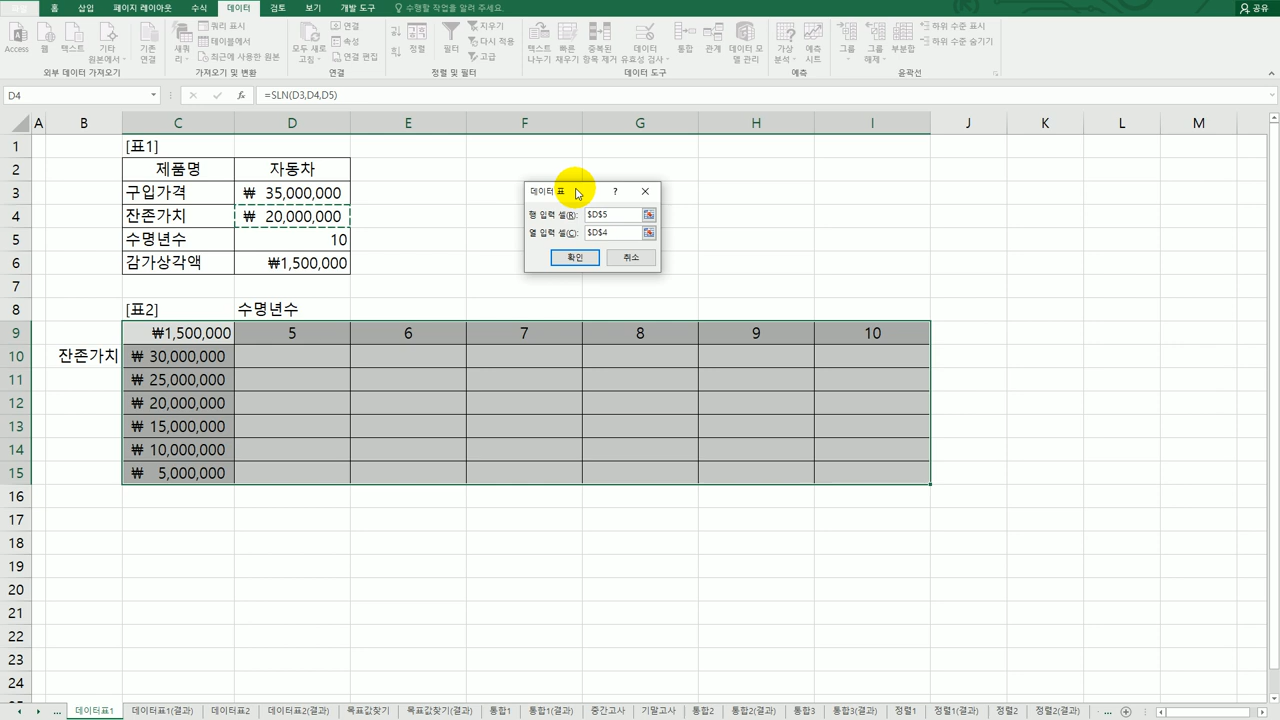 홈 삽입 페이지 레이아웃 수식 데이터 검토 보기 개발 도구 수행할 작업을 알려 주세요. 공유
Access 웹 텍스트 기타 원본에서 기존 연결 새쿼리 쿼리 표시 테이블에서 최근에 사용한 원본 모두 새로 고침 연결 속성 연결 편집 정렬 필터 지우기 다시 적용 고급 텍스트 나누기 빠른 채우기 중복된 항목 제거 데이터 유효성 검사 통합 관계 데이터 모델 관리 가상 분석 예측 시트 그룹 그룹 해제 부분합 하위 수준 표시 하위 수준 숨기기
외부 데이터 가져오기 가져오기 및 변환 연결 정렬 및 필터 데이터 도구 예측 윤곽선
D4 =SLN(D3,D4,D5)
A B C D E F G H I J K L M
1 [표1]
2 제품명 자동차
3 구입가격 ₩ 35,000,000
4 잔존가치 ₩ 20,000,000
5 수명년수 10
6 감가상각액 ₩1,500,000
7
8 [표2] 수명년수
9 ₩1,500,000 5 6 7 8 9 10
10 잔존가치 ₩ 30,000,000
11 ₩ 25,000,000
12 ₩ 20,000,000
13 ₩ 15,000,000
14 ₩ 10,000,000
15 ₩ 5,000,000
16
17
18
19
20
21
22
23
24
데이터 표 ?
행 입력 셀(R): $D$5
열 입력 셀(C): $D$4
확인 취소
... 데이터표1 데이터표1(결과) 데이터표2 데이터표2(결과) 목표값찾기 목표값찾기(결과) 통합1 통합1(결과) 중간고사 기말고사 통합2 통합2(결과) 통합3 통합3(결과) 정렬1 정렬1(결과) 정렬2 정렬2(결과) ...